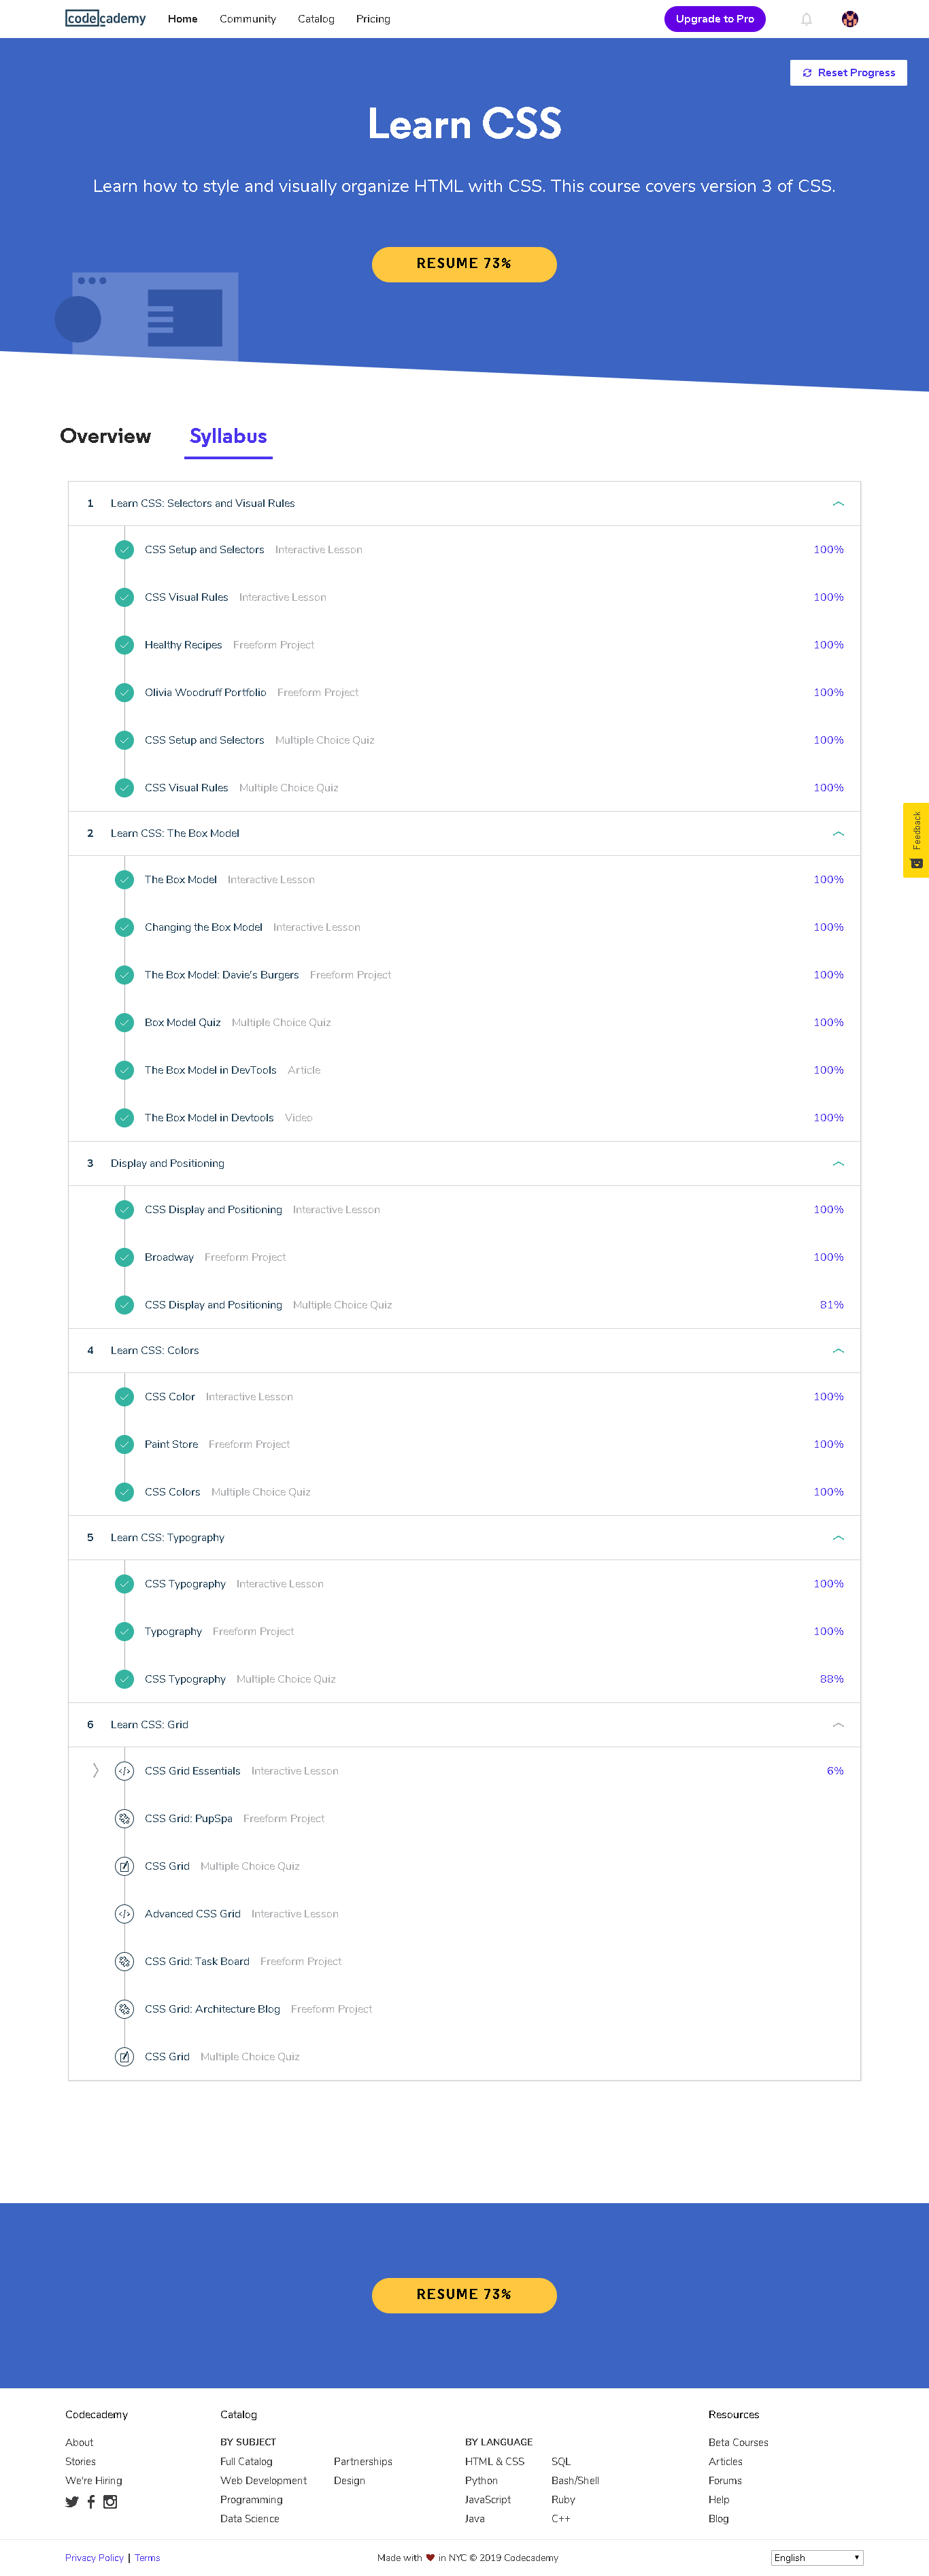 codecademy Home Community Catalog Pricing Upgrade to Pro
Reset Progress
Learn CSS
Learn how to style and visually organize HTML with CSS. This course covers version 3 of CSS.
RESUME 73%
Overview Syllabus
1 Learn CSS: Selectors and Visual Rules
CSS Setup and Selectors Interactive Lesson 100%
CSS Visual Rules Interactive Lesson 100%
Healthy Recipes Freeform Project 100%
Olivia Woodruff Portfolio Freeform Project 100%
CSS Setup and Selectors Multiple Choice Quiz 100%
CSS Visual Rules Multiple Choice Quiz 100%
2 Learn CSS: The Box Model
Feedback
The Box Model Interactive Lesson 100%
Changing the Box Model Interactive Lesson 100%
The Box Model: Davie's Burgers Freeform Project 100%
Box Model Quiz Multiple Choice Quiz 100%
The Box Model in DevTools Article 100%
The Box Model in Devtools Video 100%
3 Display and Positioning
CSS Display and Positioning Interactive Lesson 100%
Broadway Freeform Project 100%
CSS Display and Positioning Multiple Choice Quiz 81%
4 Learn CSS: Colors
CSS Color Interactive Lesson 100%
Paint Store Freeform Project 100%
CSS Colors Multiple Choice Quiz 100%
5 Learn CSS: Typography
CSS Typography Interactive Lesson 100%
Typography Freeform Project 100%
CSS Typography Multiple Choice Quiz 88%
6 Learn CSS: Grid
CSS Grid Essentials Interactive Lesson 6%
CSS Grid: PupSpa Freeform Project
CSS Grid Multiple Choice Quiz
Advanced CSS Grid Interactive Lesson
CSS Grid: Task Board Freeform Project
CSS Grid: Architecture Blog Freeform Project
CSS Grid Multiple Choice Quiz
RESUME 73%
Codecademy Catalog Resources
About BY SUBJECT BY LANGUAGE Beta Courses
Stories Full Catalog Partnerships HTML & CSS SQL Articles
We're Hiring Web Development Design Python Bash/Shell Forums
Programming JavaScript Ruby Help
Data Science Java C++ Blog
Privacy Policy | Terms Made with ❤ in NYC © 2019 Codecademy English